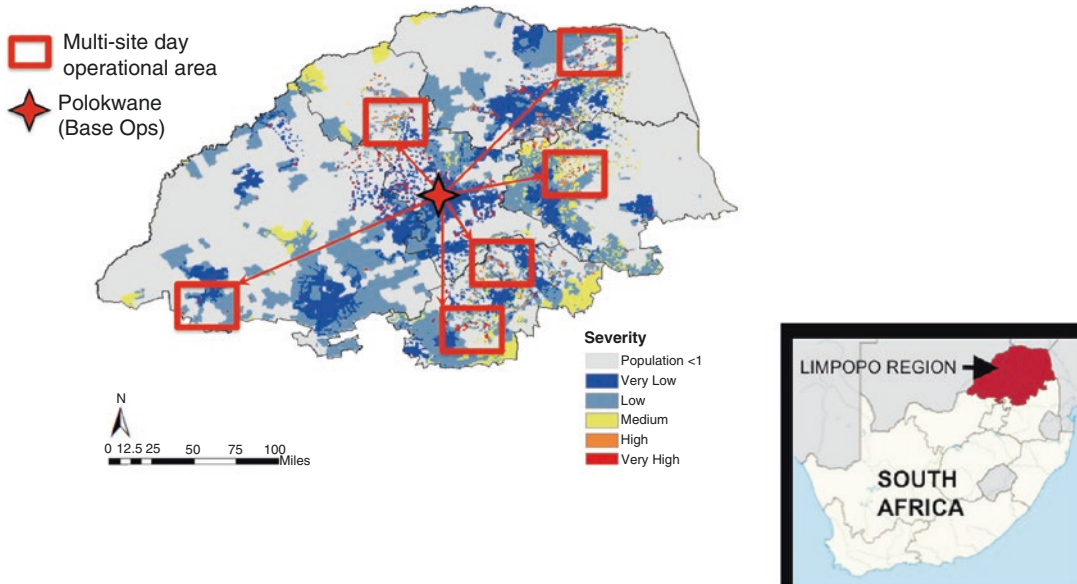 Multi-site day
operational area
Polokwane
(Base Ops)
Severity
Population <1
Very Low
Low
Medium
High
Very High
N
0 12.5 25 50 75 100
Miles
LIMPOPO REGION
SOUTH
AFRICA